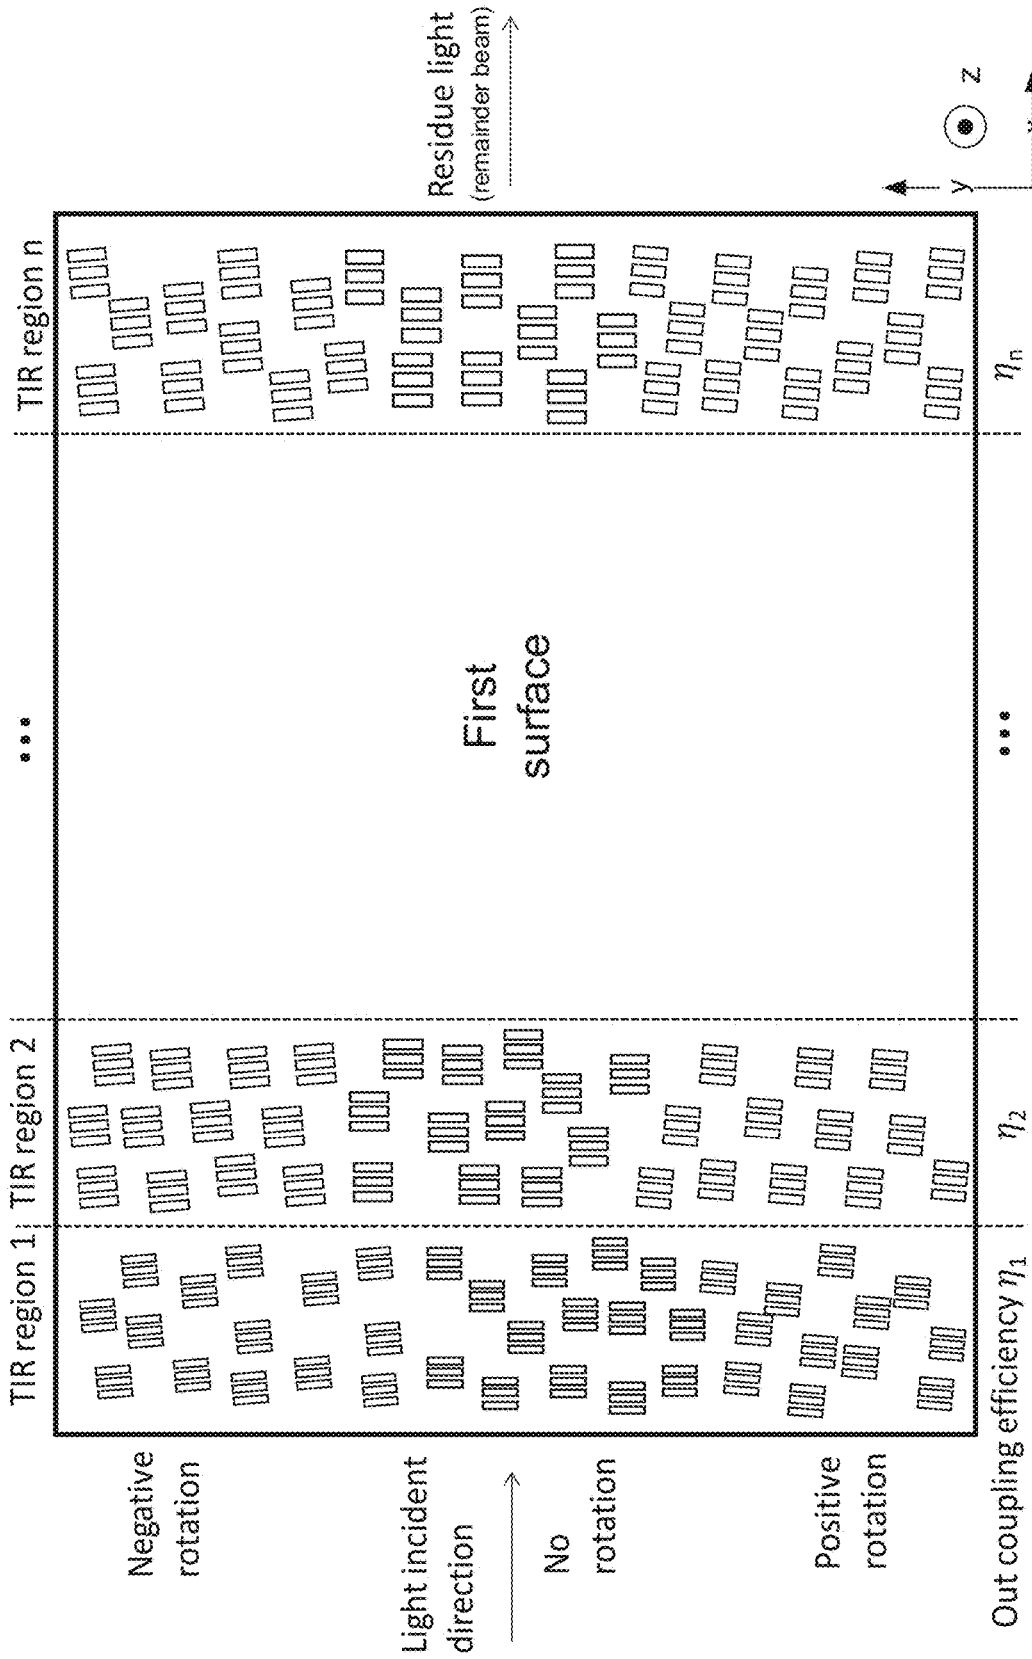 TIR region 1
TIR region 2
...
TIR region n
Negative
rotation
Light incident
direction
No
rotation
Positive
rotation
First
surface
Residue light
(remainder beam)
Out coupling efficiency η₁
η₂
...
ηₙ
y
z